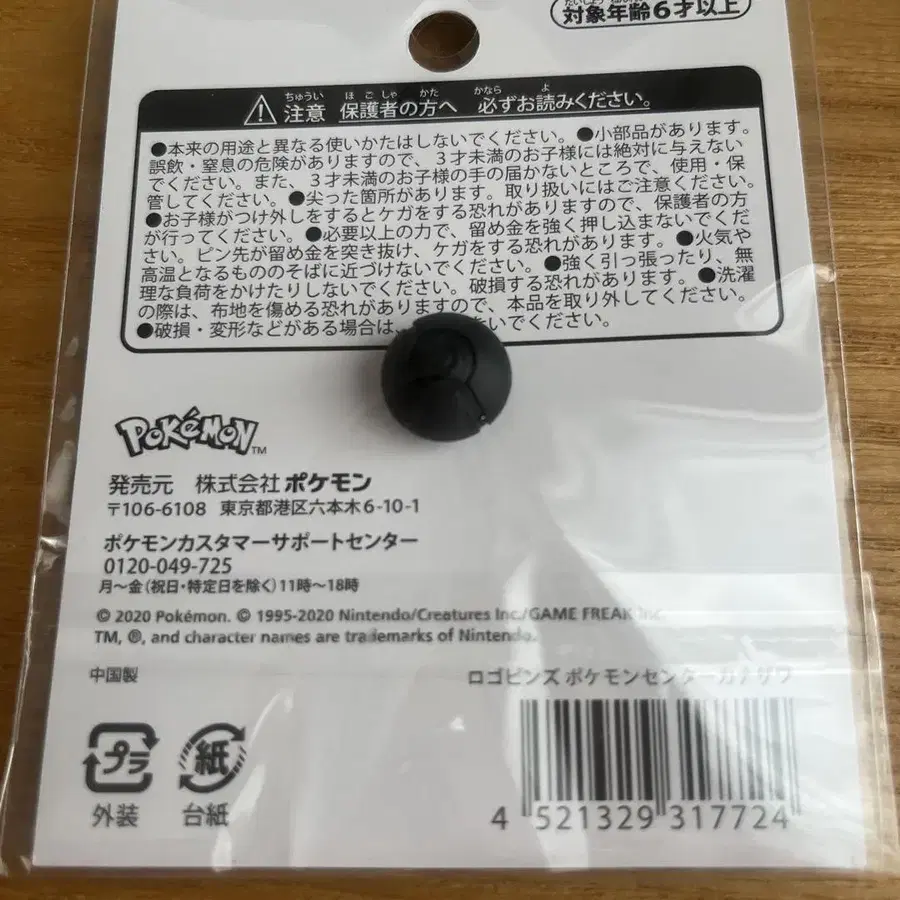 対象年齢6才以上
ちゅうい ほごしゃ かた かなら よ
注意 保護者の方へ 必ずお読みください。
●本来の用途と異なる使いかたはしないでください。●小部品があります。
誤飲・窒息の危険がありますので、3才未満のお子様には絶対に与えない
でください。また、3才未満のお子様の手の届かないところで、使用・保
管してください。●尖った箇所があります。取り扱いにはご注意ください。
●お子様がつけ外しをするとケガをする恐れがありますので、保護者の方
が行ってください。●必要以上の力で、留め金を強く押し込まないでくだ
さい。ピン先が留め金を突き抜け、ケガをする恐れがあります。●火気や
高温となるもののそばに近づけないでください。●強く引っ張ったり、無
理な負荷をかけたりしないでください。破損する恐れがあります。●洗濯
の際は、布地を傷める恐れがありますので、本品を取り外してください。
●破損・変形などがある場合は、 ないでください。
POKéMON TM
発売元 株式会社ポケモン
〒106-6108 東京都港区六本木6-10-1
ポケモンカスタマーサポートセンター
0120-049-725
月～金(祝日・特定日を除く)11時～18時
© 2020 Pokémon. © 1995-2020 Nintendo/Creatures Inc./GAME FREAK inc.
TM, ®, and character names are trademarks of Nintendo.
中国製
ロゴピンズ ポケモンセンターカナザワ
プラ 紙
外装 台紙
4 521329 317724